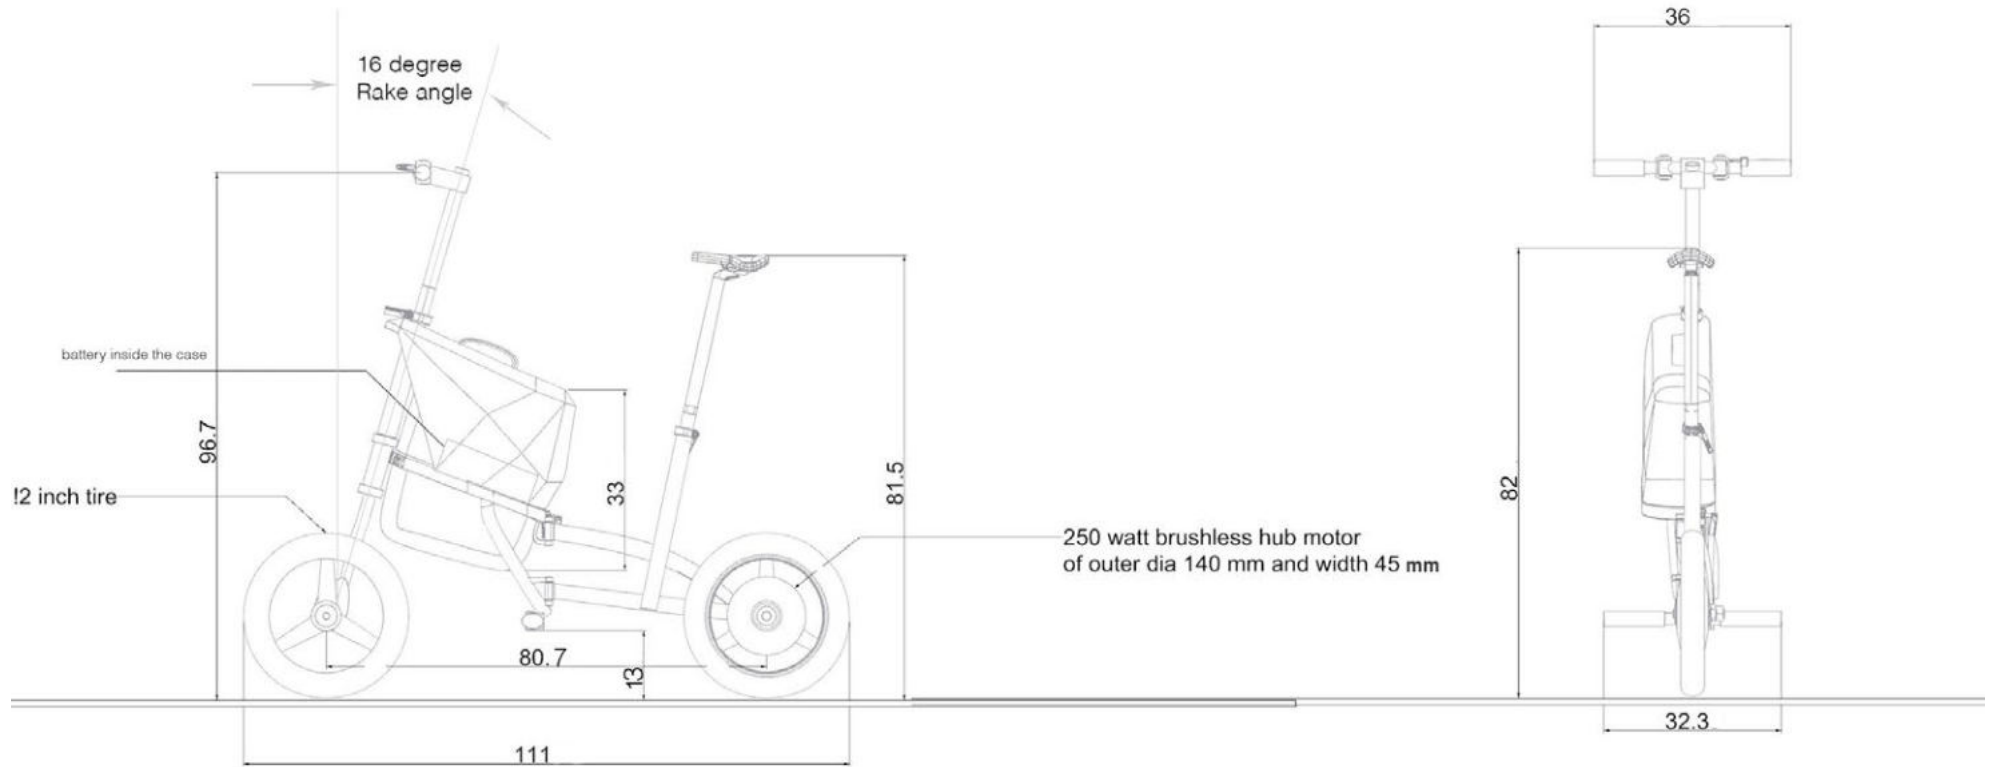 36
16 degree
Rake angle
battery inside the case
96.7
!2 inch tire
33
81.5
82
250 watt brushless hub motor
of outer dia 140 mm and width 45 mm
80.7
13
32.3
111